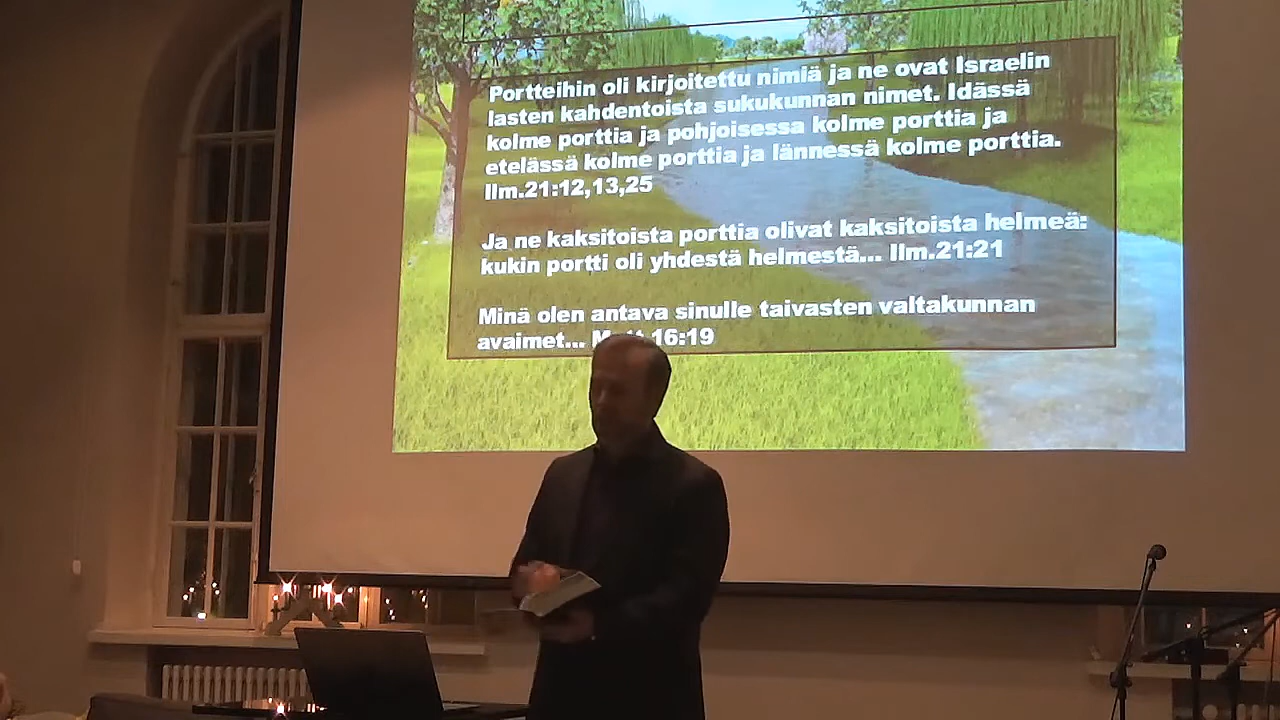 Portteihin oli kirjoitettu nimiä ja ne ovat Israelin
lasten kahdentoista sukukunnan nimet. Idässä
kolme porttia ja pohjoisessa kolme porttia ja
etelässä kolme porttia ja lännessä kolme porttia.
Ilm.21:12,13,25
Ja ne kaksitoista porttia olivat kaksitoista helmeä:
kukin portti oli yhdestä helmestä... Ilm.21:21
Minä olen antava sinulle taivasten valtakunnan
avaimet... 16:19